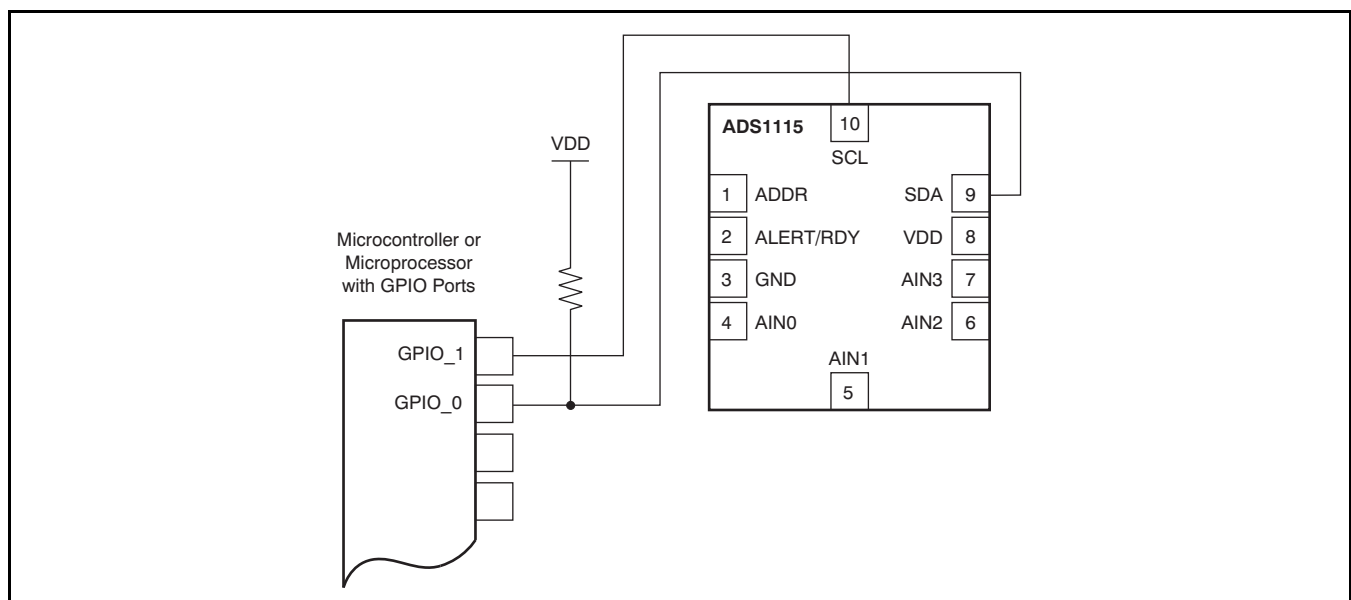 VDD
Microcontroller or
Microprocessor
with GPIO Ports
GPIO_1
GPIO_0
ADS1115
10
SCL
1 ADDR
SDA 9
2 ALERT/RDY
VDD 8
3 GND
AIN3 7
4 AIN0
AIN2 6
AIN1
5